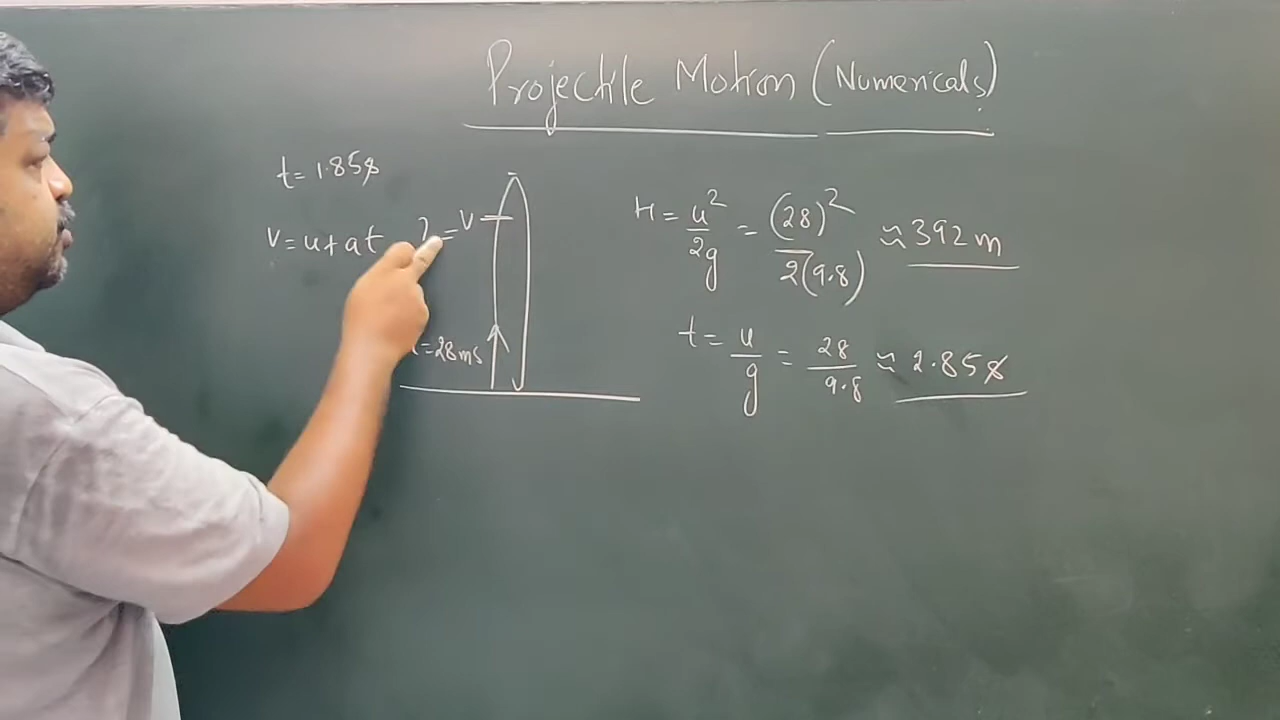 Projectile Motion (Numericals)
t = 1.85s
V = u + at
? = V
=28ms
H = u²/2g = (28)²/2(9.8) ≈ 392 m
t = u/g = 28/9.8 ≈ 2.85s